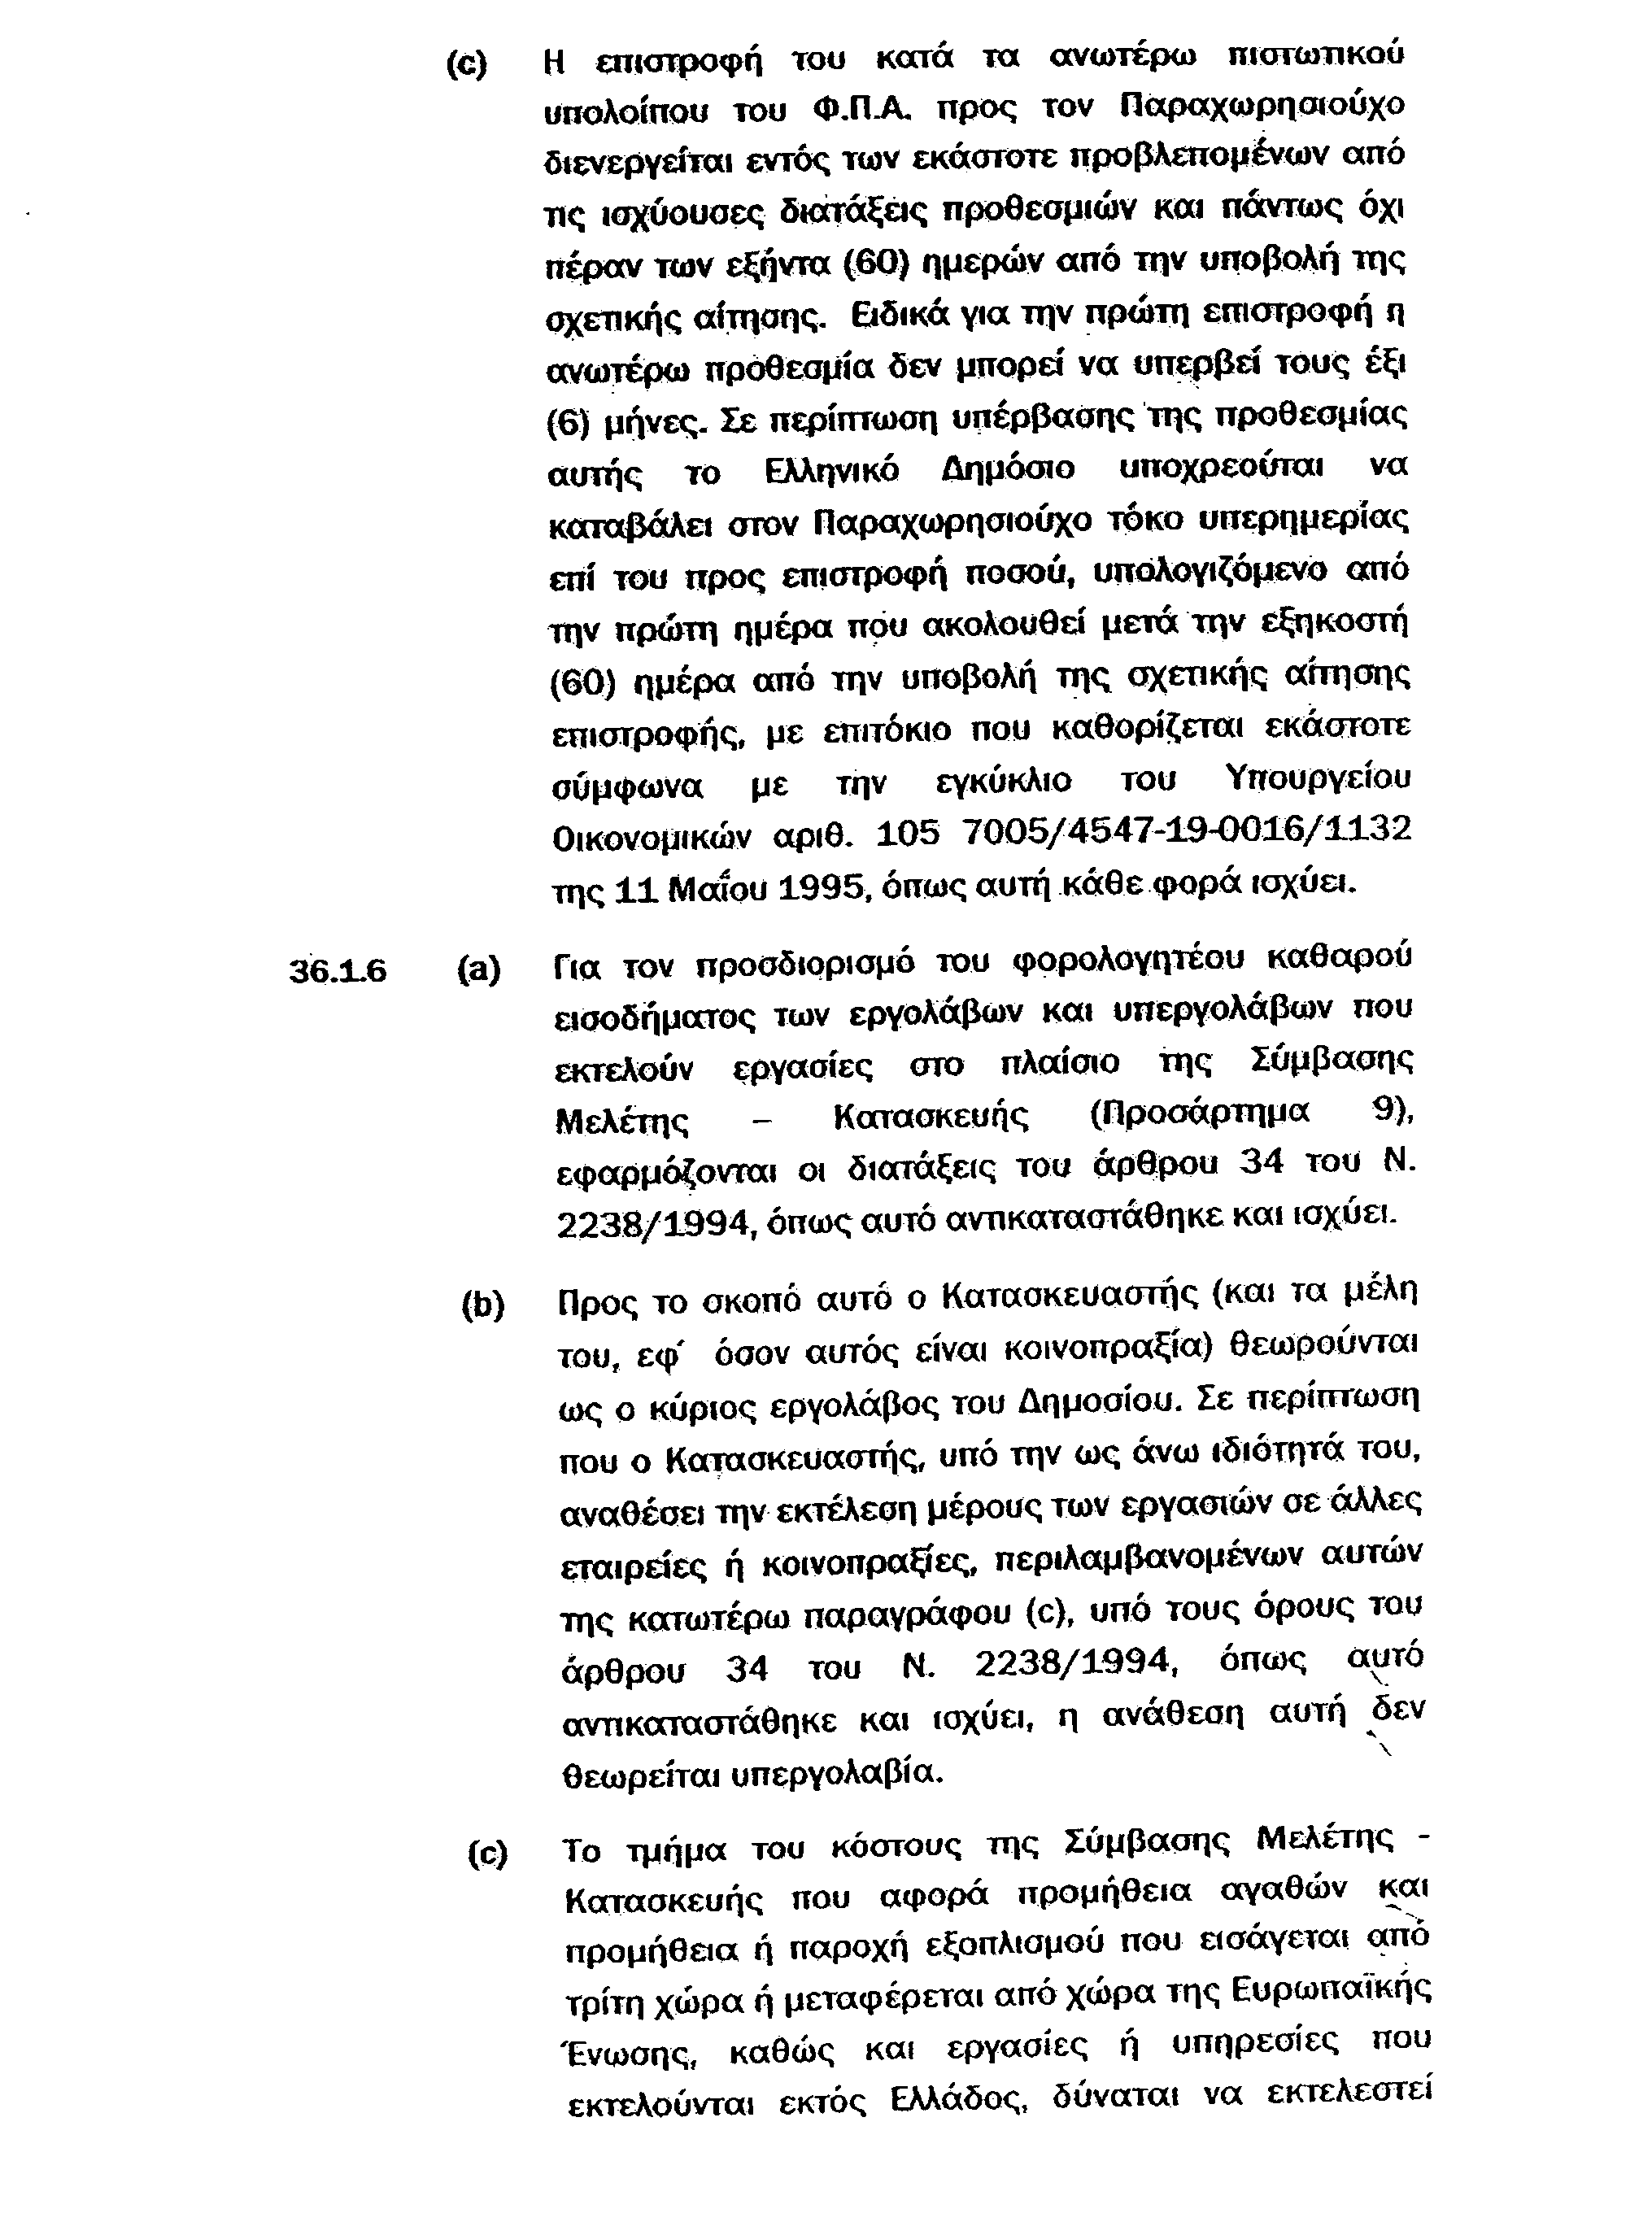 (c) Η επιστροφή του κατά τα ανωτέρω πιστωτικού
υπολοίπου του Φ.Π.Α. προς τον Παραχωρησιούχο
διενεργείται εντός των εκάστοτε προβλεπομένων από
τις ισχύουσες διατάξεις προθεσμιών και πάντως όχι
πέραν των εξήντα (60) ημερών από την υποβολή της
σχετικής αίτησης. Ειδικά για την πρώτη επιστροφή η
ανωτέρω προθεσμία δεν μπορεί να υπερβεί τους έξι
(6) μήνες. Σε περίπτωση υπέρβασης της προθεσμίας
αυτής το Ελληνικό Δημόσιο υποχρεούται να
καταβάλει στον Παραχωρησιούχο τόκο υπερημερίας
επί του προς επιστροφή ποσού, υπολογιζόμενο από
την πρώτη ημέρα που ακολουθεί μετά την εξηκοστή
(60) ημέρα από την υποβολή της σχετικής αίτησης
επιστροφής, με επιτόκιο που καθορίζεται εκάστοτε
σύμφωνα με την εγκύκλιο του Υπουργείου
Οικονομικών αριθ. 105 7005/4547-19-0016/1132
της 11 Μαΐου 1995, όπως αυτή κάθε φορά ισχύει.
36.1.6 (a) Για τον προσδιορισμό του φορολογητέου καθαρού
εισοδήματος των εργολάβων και υπεργολάβων που
εκτελούν εργασίες στο πλαίσιο της Σύμβασης
Μελέτης – Κατασκευής (Προσάρτημα 9),
εφαρμόζονται οι διατάξεις του άρθρου 34 του Ν.
2238/1994, όπως αυτό αντικαταστάθηκε και ισχύει.
(b) Προς το σκοπό αυτό ο Κατασκευαστής (και τα μέλη
του, εφ΄ όσον αυτός είναι κοινοπραξία) θεωρούνται
ως ο κύριος εργολάβος του Δημοσίου. Σε περίπτωση
που ο Κατασκευαστής, υπό την ως άνω ιδιότητά του,
αναθέσει την εκτέλεση μέρους των εργασιών σε άλλες
εταιρείες ή κοινοπραξίες, περιλαμβανομένων αυτών
της κατωτέρω παραγράφου (c), υπό τους όρους του
άρθρου 34 του Ν. 2238/1994, όπως αυτό
αντικαταστάθηκε και ισχύει, η ανάθεση αυτή δεν
θεωρείται υπεργολαβία.
(c) Το τμήμα του κόστους της Σύμβασης Μελέτης -
Κατασκευής που αφορά προμήθεια αγαθών και
προμήθεια ή παροχή εξοπλισμού που εισάγεται από
τρίτη χώρα ή μεταφέρεται από χώρα της Ευρωπαϊκής
Ένωσης, καθώς και εργασίες ή υπηρεσίες που
εκτελούνται εκτός Ελλάδος, δύναται να εκτελεστεί